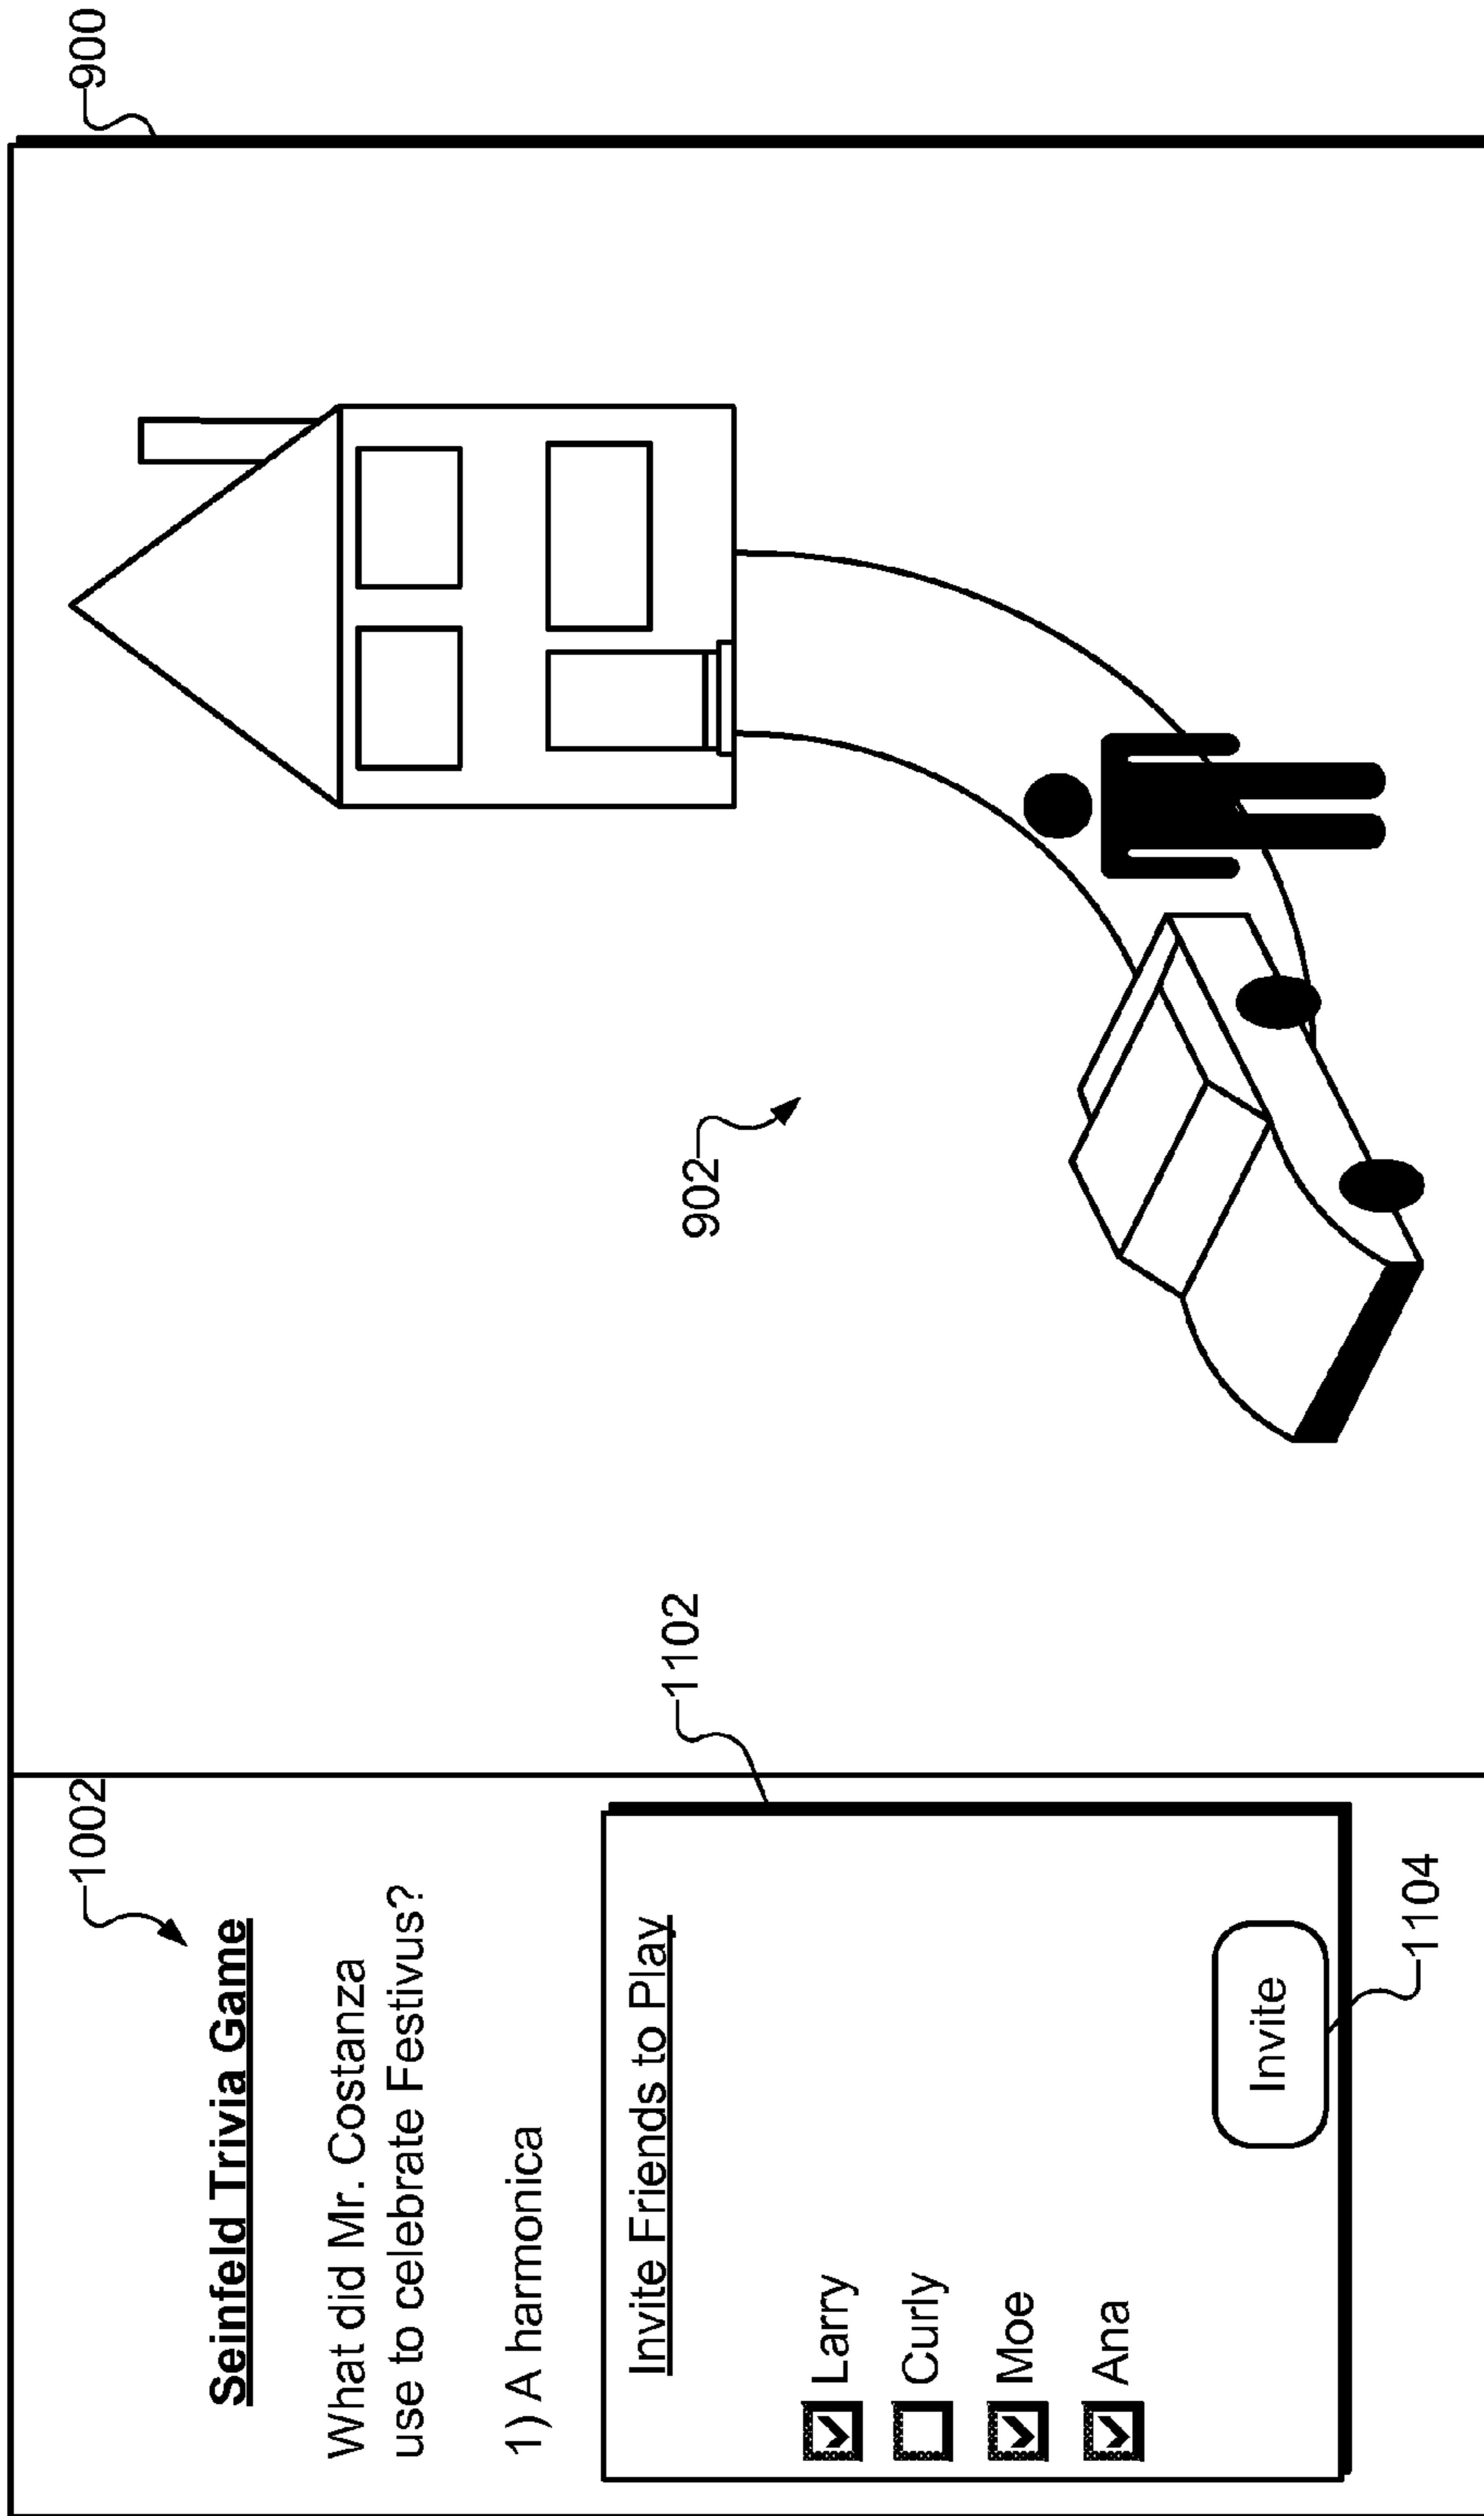 1002
900
Seinfeld Trivia Game
What did Mr. Costanza
use to celebrate Festivus?
1) A harmonica
1102
902
Invite Friends to Play
Larry
Curly
Moe
Ana
Invite
1104